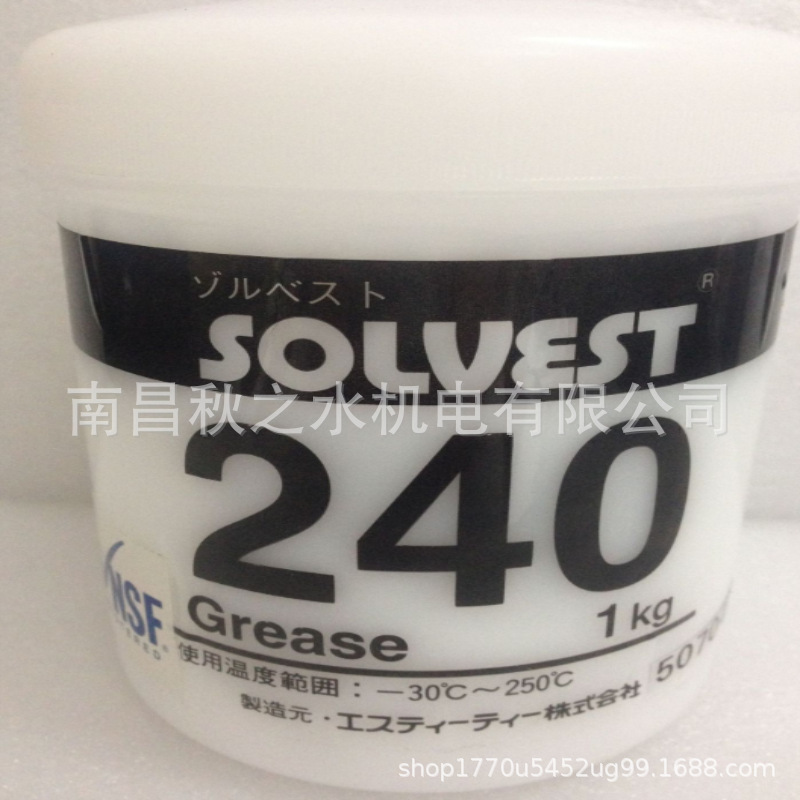 ゾルベスト
SOLVEST ®
南昌秋之水机电有限公司
240
NSF
Grease 1kg
使用温度範囲：－30℃～250℃
製造元・エスティーティー株式会社
shop1770u5452ug99.1688.com